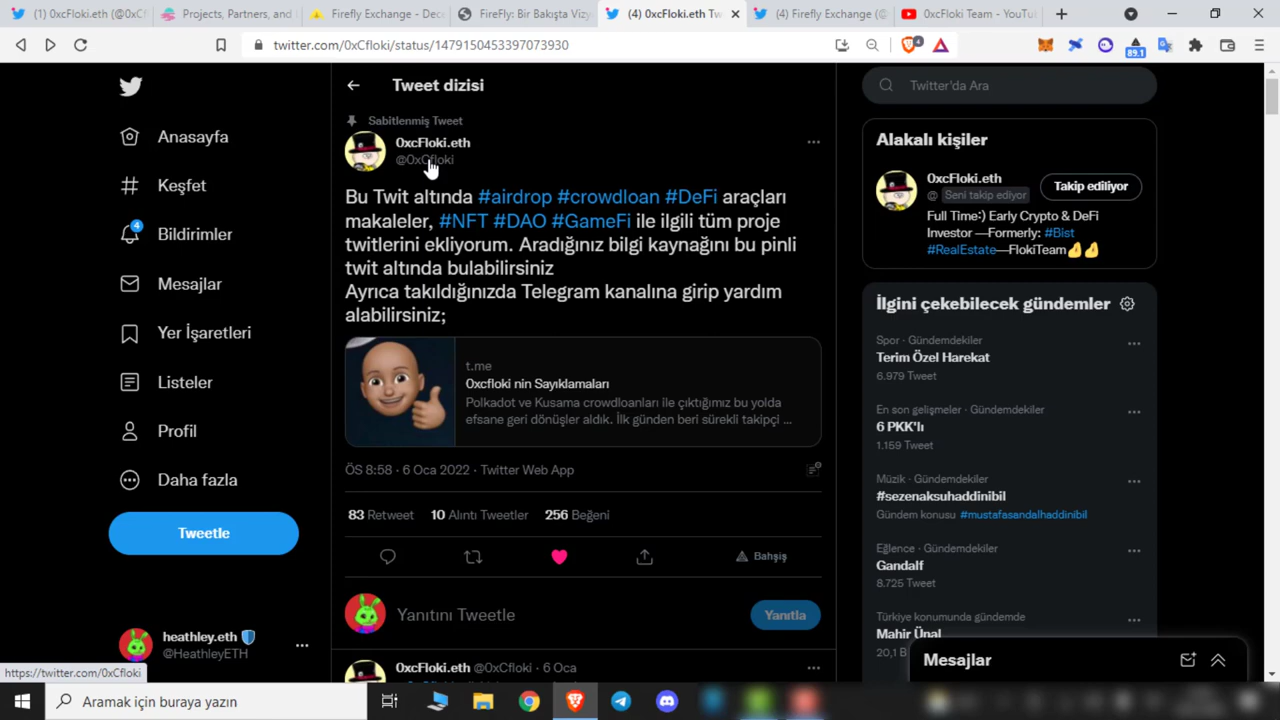 (1) 0xcFloki.eth (@0xCf
Projects, Partners, and
Firefly Exchange - Dece
FireFly: Bir Bakışta Vizy
(4) 0xcFloki.eth Tw
(4) Firefly Exchange (@
0xcFloki Team - YouTu
twitter.com/0xCfloki/status/1479150453397073930
4
89.1
Anasayfa
Keşfet
4
Bildirimler
Mesajlar
Yer İşaretleri
Listeler
Profil
Daha fazla
Tweetle
heathley.eth
@HeathleyETH
https://twitter.com/0xCfloki
Tweet dizisi
Sabitlenmiş Tweet
0xcFloki.eth
@0xCfloki
Bu Twit altında #airdrop #crowdloan #DeFi araçları
makaleler, #NFT #DAO #GameFi ile ilgili tüm proje
twitlerini ekliyorum. Aradığınız bilgi kaynağını bu pinli
twit altında bulabilirsiniz
Ayrıca takıldığınızda Telegram kanalına girip yardım
alabilirsiniz;
t.me
0xcfloki nin Sayıklamaları
Polkadot ve Kusama crowdloanları ile çıktığımız bu yolda
efsane geri dönüşler aldık. İlk günden beri sürekli takipçi ...
ÖS 8:58 · 6 Oca 2022 · Twitter Web App
83 Retweet 10 Alıntı Tweetler 256 Beğeni
Bahşiş
Yanıtını Tweetle
Yanıtla
0xcFloki.eth @0xCfloki · 6 Oca
Twitter'da Ara
Alakalı kişiler
0xcFloki.eth
@ Seni takip ediyor
Takip ediliyor
Full Time:) Early Crypto & DeFi
Investor —Formerly: #Bist
#RealEstate—FlokiTeam
İlgini çekebilecek gündemler
Spor · Gündemdekiler
Terim Özel Harekat
6.979 Tweet
En son gelişmeler · Gündemdekiler
6 PKK'lı
1.159 Tweet
Müzik · Gündemdekiler
#sezenaksuhaddinibil
Gündem konusu #mustafasandalhaddinibil
Eğlence · Gündemdekiler
Gandalf
8.725 Tweet
Türkiye konumunda gündemde
Mahir Ünal
20,1 B
Mesajlar
Aramak için buraya yazın